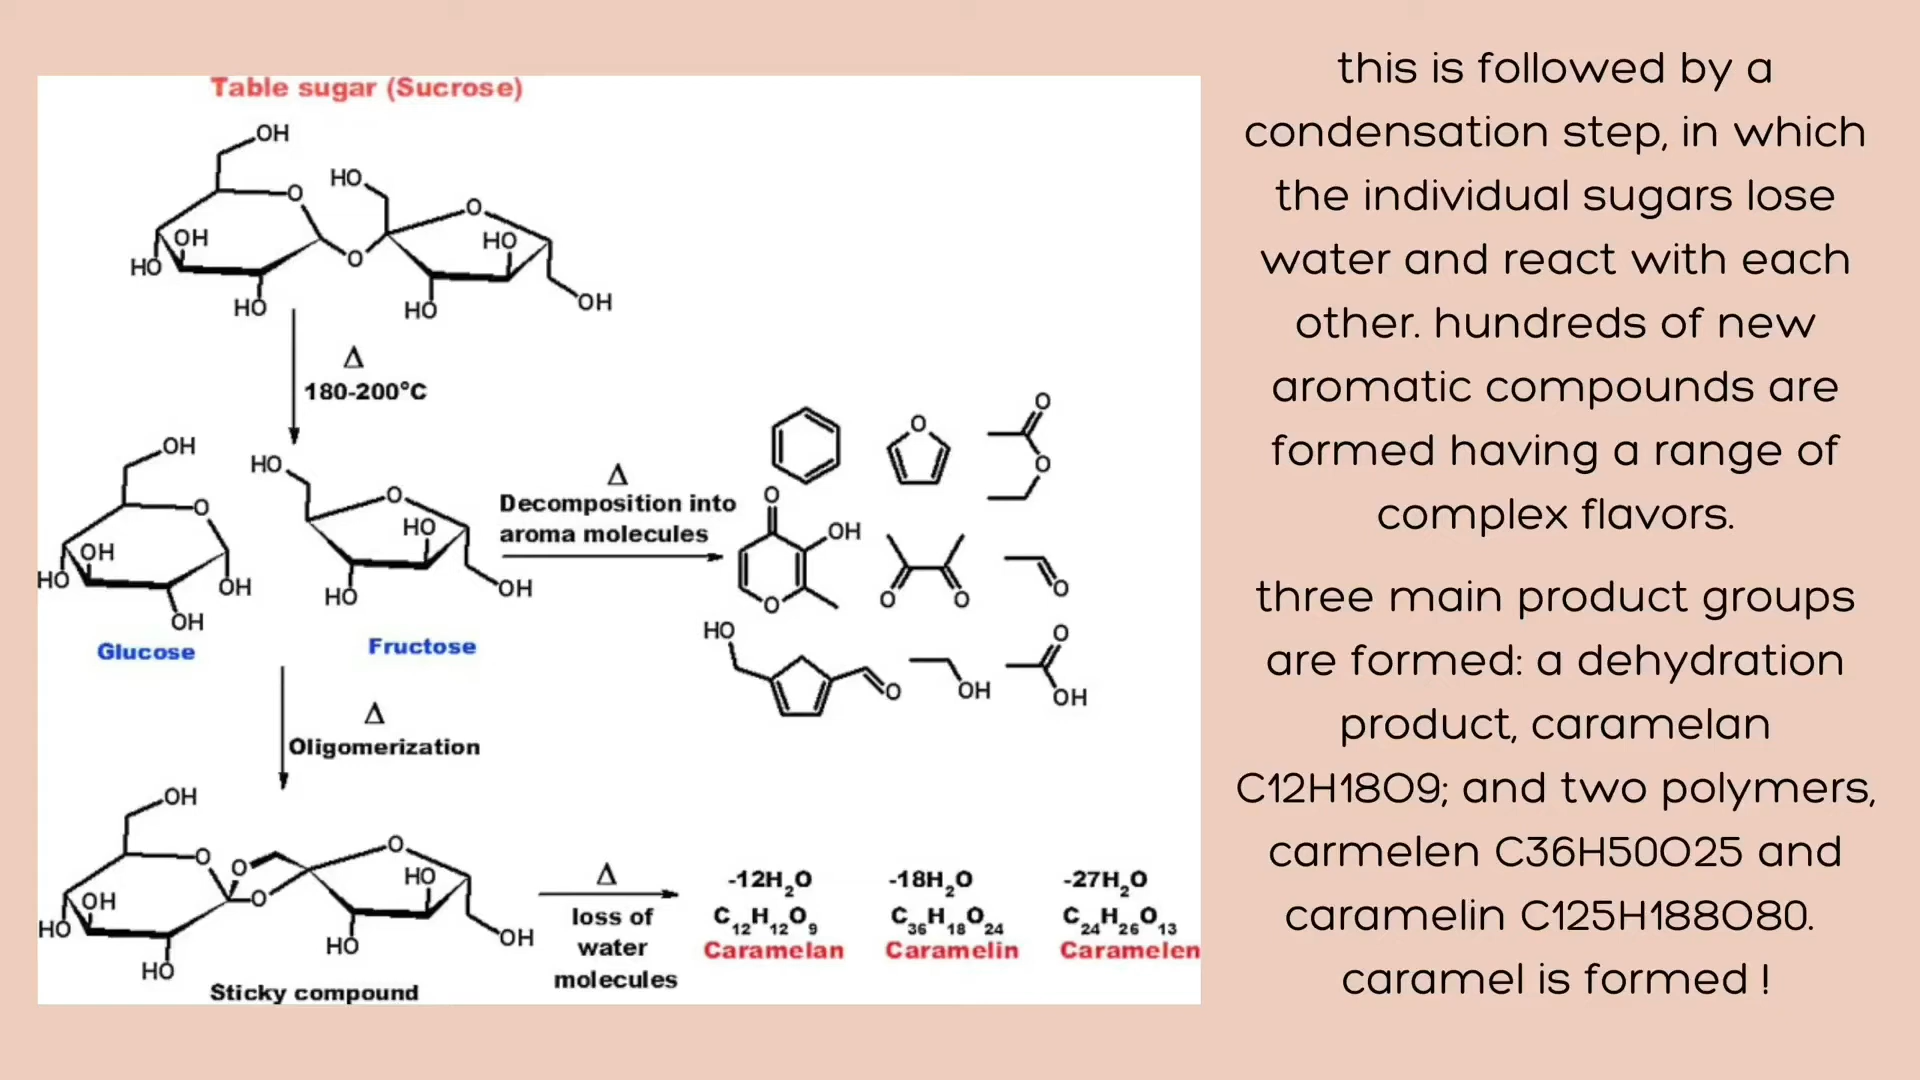 Table sugar (Sucrose)
OH
HO
O
O
OH
HO
HO
O
HO
OH
HO
HO
Δ
180-200°C
OH
HO
O
O
HO
OH
HO
OH
HO
OH
OH
Glucose
Fructose
Δ
Decomposition into
aroma molecules
O
O
O
O
OH
O
O
O
O
HO
O
OH
O
OH
Δ
Oligomerization
OH
O
O
O
O
HO
OH
HO
HO
OH
HO
Sticky compound
Δ
loss of
water
molecules
-12H₂O
C₁₂H₁₂O₉
Caramelan
-18H₂O
C₃₆H₁₈O₂₄
Caramelin
-27H₂O
C₂₄H₂₆O₁₃
Caramelen
this is followed by a
condensation step, in which
the individual sugars lose
water and react with each
other. hundreds of new
aromatic compounds are
formed having a range of
complex flavors.
three main product groups
are formed: a dehydration
product, caramelan
C12H18O9; and two polymers,
carmelen C36H50O25 and
caramelin C125H188O80.
caramel is formed !